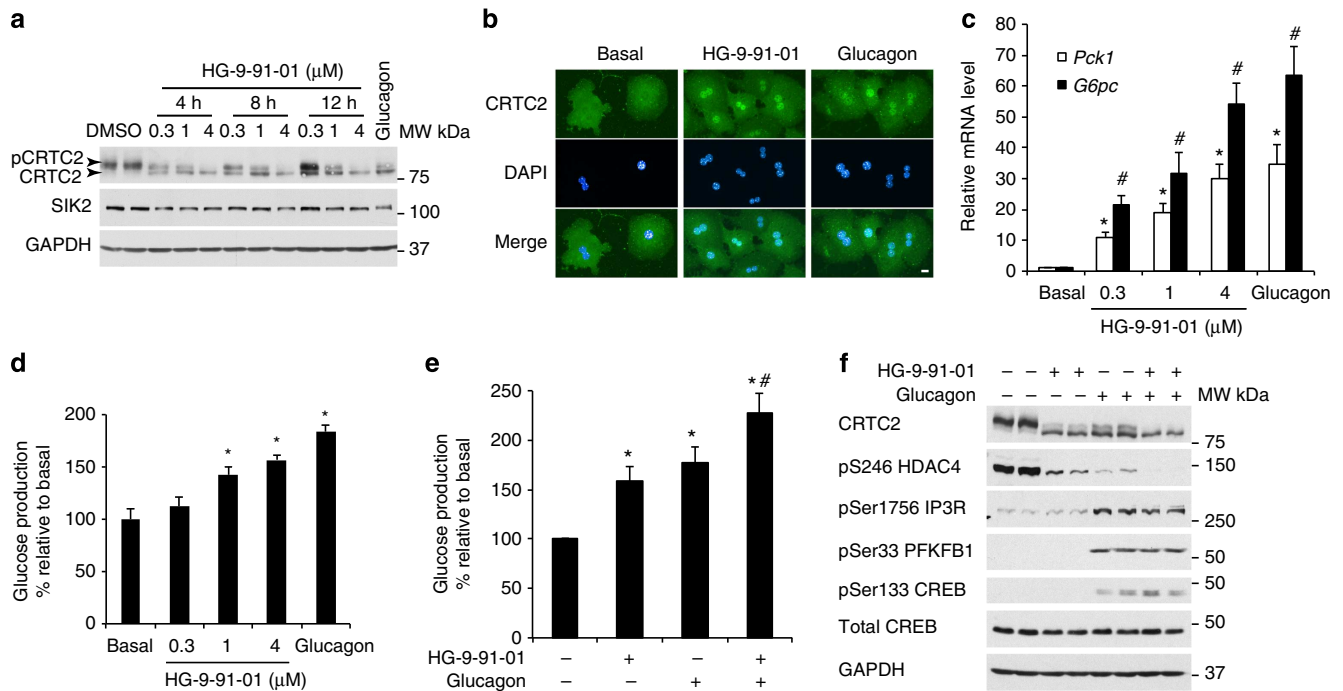 a
HG-9-91-01 (μM)
4 h 8 h 12 h
Glucagon
DMSO 0.3 1 4 0.3 1 4 0.3 1 4 MW kDa
pCRTC2
CRTC2
75
SIK2
100
GAPDH
37
b
Basal HG-9-91-01 Glucagon
CRTC2
DAPI
Merge
c
Relative mRNA level
80
70
60
50
40
30
20
10
0
Pck1
G6pc
* # * # * # * #
Basal 0.3 1 4 Glucagon
HG-9-91-01 (μM)
d
Glucose production
% relative to basal
200
150
100
50
0
* * *
Basal 0.3 1 4 Glucagon
HG-9-91-01 (μM)
e
Glucose production
% relative to basal
250
200
150
100
50
0
* * * #
HG-9-91-01 – + – +
Glucagon – – + +
f
HG-9-91-01 – – + + – – + +
Glucagon – – – – + + + + MW kDa
CRTC2
75
pS246 HDAC4
150
pSer1756 IP3R
250
pSer33 PFKFB1
50
pSer133 CREB
50
Total CREB
50
GAPDH
37